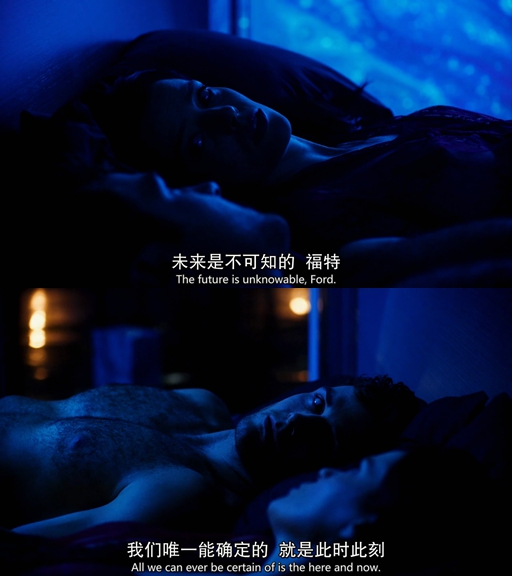 未来是不可知的 福特
The future is unknowable, Ford.
我们唯一能确定的 就是此时此刻
All we can ever be certain of is the here and now.